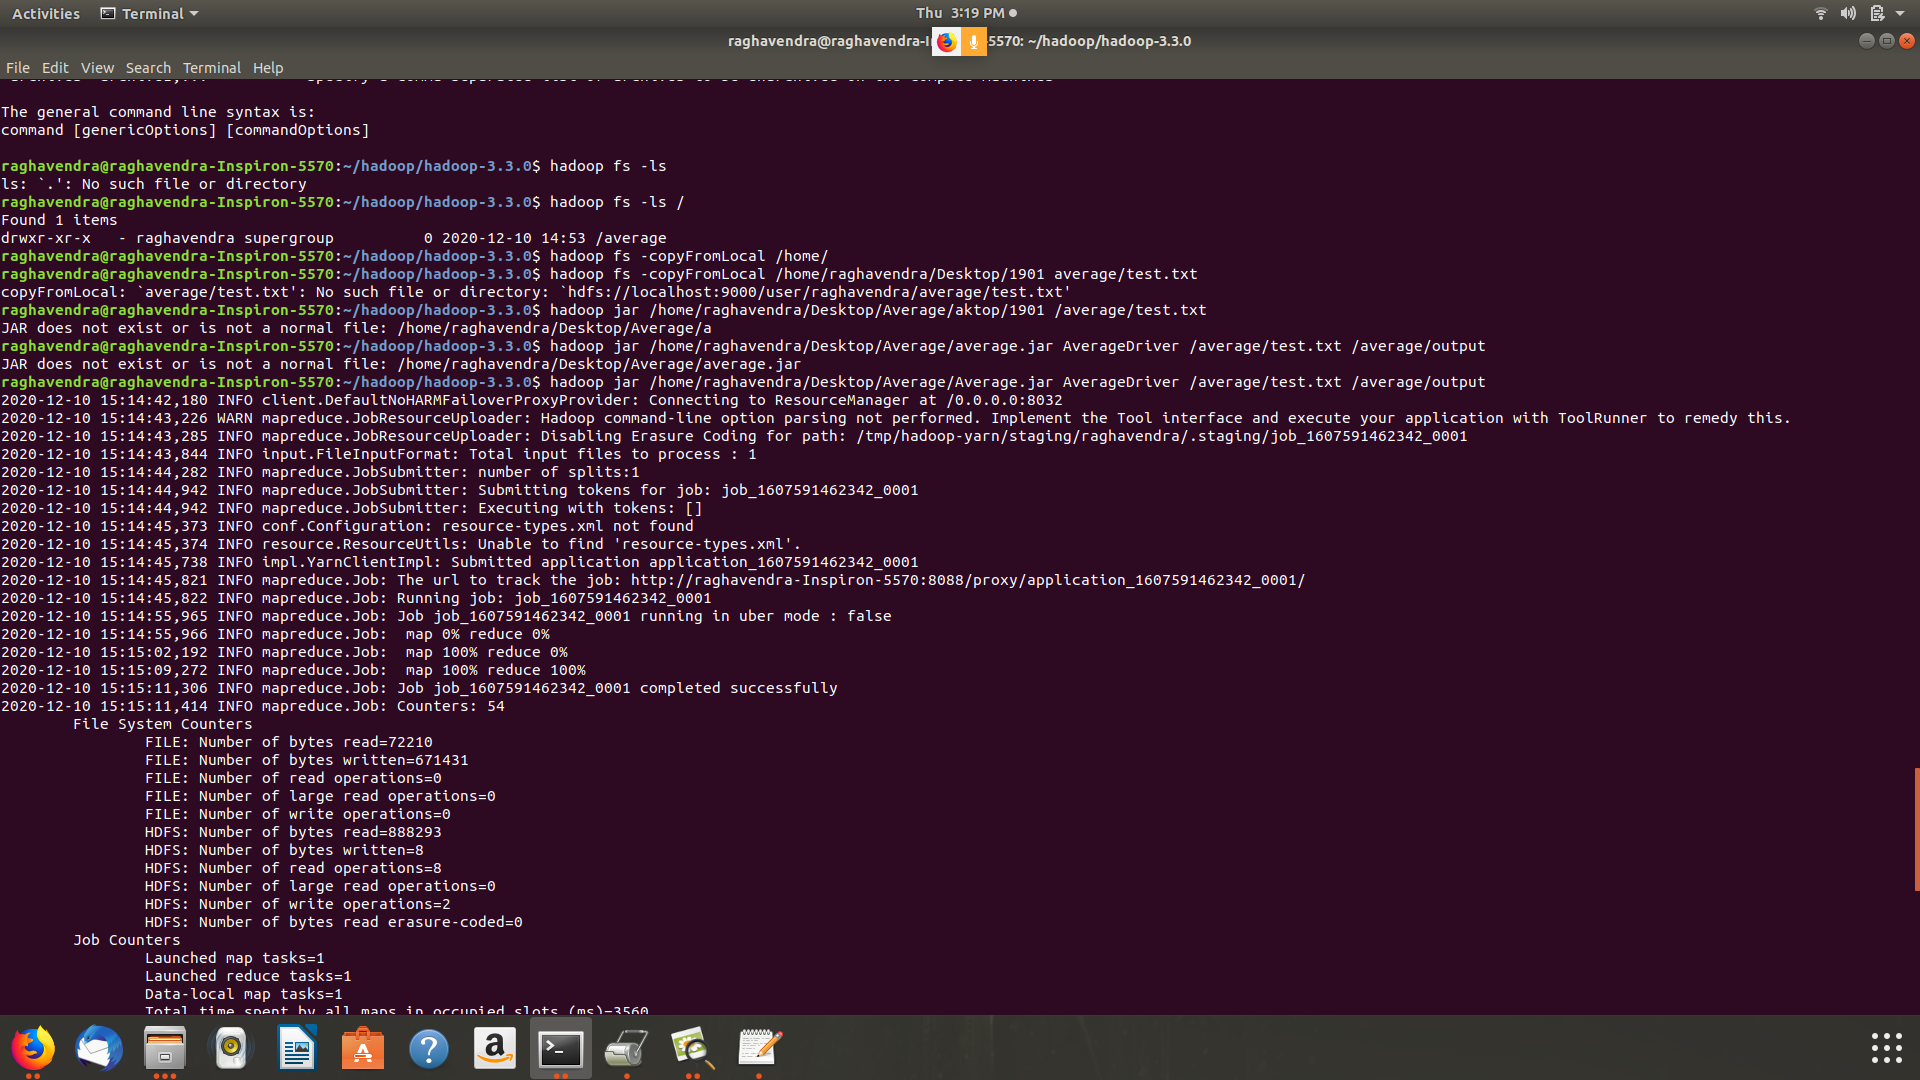 Activities Terminal Thu 3:19 PM
raghavendra@raghavendra-I 5570: ~/hadoop/hadoop-3.3.0
File Edit View Search Terminal Help
The general command line syntax is:
command [genericOptions] [commandOptions]
raghavendra@raghavendra-Inspiron-5570:~/hadoop/hadoop-3.3.0$ hadoop fs -ls
ls: `.': No such file or directory
raghavendra@raghavendra-Inspiron-5570:~/hadoop/hadoop-3.3.0$ hadoop fs -ls /
Found 1 items
drwxr-xr-x   - raghavendra supergroup          0 2020-12-10 14:53 /average
raghavendra@raghavendra-Inspiron-5570:~/hadoop/hadoop-3.3.0$ hadoop fs -copyFromLocal /home/
raghavendra@raghavendra-Inspiron-5570:~/hadoop/hadoop-3.3.0$ hadoop fs -copyFromLocal /home/raghavendra/Desktop/1901 average/test.txt
copyFromLocal: `average/test.txt': No such file or directory: `hdfs://localhost:9000/user/raghavendra/average/test.txt'
raghavendra@raghavendra-Inspiron-5570:~/hadoop/hadoop-3.3.0$ hadoop jar /home/raghavendra/Desktop/Average/aktop/1901 /average/test.txt
JAR does not exist or is not a normal file: /home/raghavendra/Desktop/Average/a
raghavendra@raghavendra-Inspiron-5570:~/hadoop/hadoop-3.3.0$ hadoop jar /home/raghavendra/Desktop/Average/average.jar AverageDriver /average/test.txt /average/output
JAR does not exist or is not a normal file: /home/raghavendra/Desktop/Average/average.jar
raghavendra@raghavendra-Inspiron-5570:~/hadoop/hadoop-3.3.0$ hadoop jar /home/raghavendra/Desktop/Average/Average.jar AverageDriver /average/test.txt /average/output
2020-12-10 15:14:42,180 INFO client.DefaultNoHARMFailoverProxyProvider: Connecting to ResourceManager at /0.0.0.0:8032
2020-12-10 15:14:43,226 WARN mapreduce.JobResourceUploader: Hadoop command-line option parsing not performed. Implement the Tool interface and execute your application with ToolRunner to remedy this.
2020-12-10 15:14:43,285 INFO mapreduce.JobResourceUploader: Disabling Erasure Coding for path: /tmp/hadoop-yarn/staging/raghavendra/.staging/job_1607591462342_0001
2020-12-10 15:14:43,844 INFO input.FileInputFormat: Total input files to process : 1
2020-12-10 15:14:44,282 INFO mapreduce.JobSubmitter: number of splits:1
2020-12-10 15:14:44,942 INFO mapreduce.JobSubmitter: Submitting tokens for job: job_1607591462342_0001
2020-12-10 15:14:44,942 INFO mapreduce.JobSubmitter: Executing with tokens: []
2020-12-10 15:14:45,373 INFO conf.Configuration: resource-types.xml not found
2020-12-10 15:14:45,374 INFO resource.ResourceUtils: Unable to find 'resource-types.xml'.
2020-12-10 15:14:45,738 INFO impl.YarnClientImpl: Submitted application application_1607591462342_0001
2020-12-10 15:14:45,821 INFO mapreduce.Job: The url to track the job: http://raghavendra-Inspiron-5570:8088/proxy/application_1607591462342_0001/
2020-12-10 15:14:45,822 INFO mapreduce.Job: Running job: job_1607591462342_0001
2020-12-10 15:14:55,965 INFO mapreduce.Job: Job job_1607591462342_0001 running in uber mode : false
2020-12-10 15:14:55,966 INFO mapreduce.Job:  map 0% reduce 0%
2020-12-10 15:15:02,192 INFO mapreduce.Job:  map 100% reduce 0%
2020-12-10 15:15:09,272 INFO mapreduce.Job:  map 100% reduce 100%
2020-12-10 15:15:11,306 INFO mapreduce.Job: Job job_1607591462342_0001 completed successfully
2020-12-10 15:15:11,414 INFO mapreduce.Job: Counters: 54
File System Counters
FILE: Number of bytes read=72210
FILE: Number of bytes written=671431
FILE: Number of read operations=0
FILE: Number of large read operations=0
FILE: Number of write operations=0
HDFS: Number of bytes read=888293
HDFS: Number of bytes written=8
HDFS: Number of read operations=8
HDFS: Number of large read operations=0
HDFS: Number of write operations=2
HDFS: Number of bytes read erasure-coded=0
Job Counters
Launched map tasks=1
Launched reduce tasks=1
Data-local map tasks=1
Total time spent by all maps in occupied slots (ms)=3560